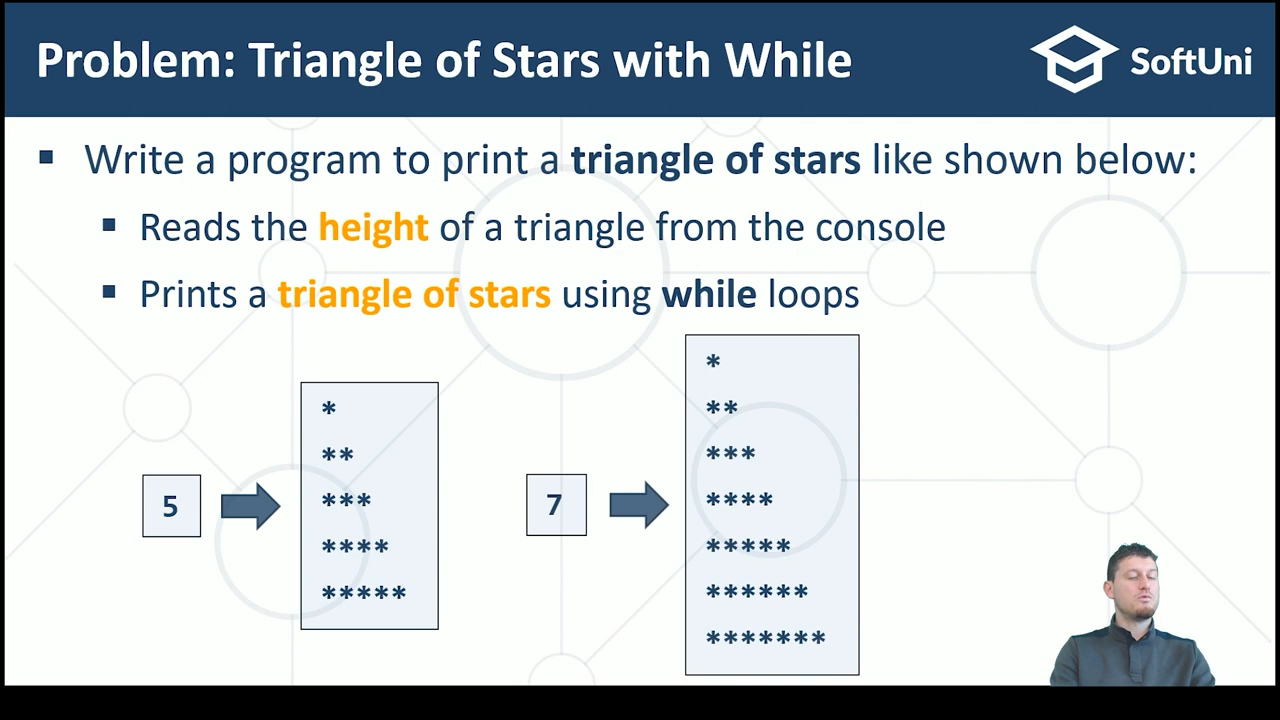 Problem: Triangle of Stars with While
SoftUni
▪ Write a program to print a triangle of stars like shown below:
▪ Reads the height of a triangle from the console
▪ Prints a triangle of stars using while loops
5
*
**
***
****
*****
7
*
**
***
****
*****
******
*******